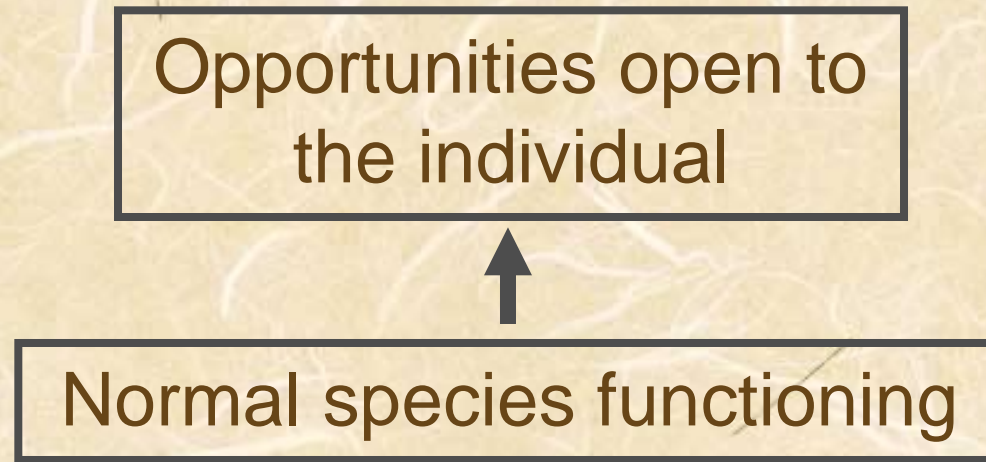 Opportunities open to
the individual
Normal species functioning